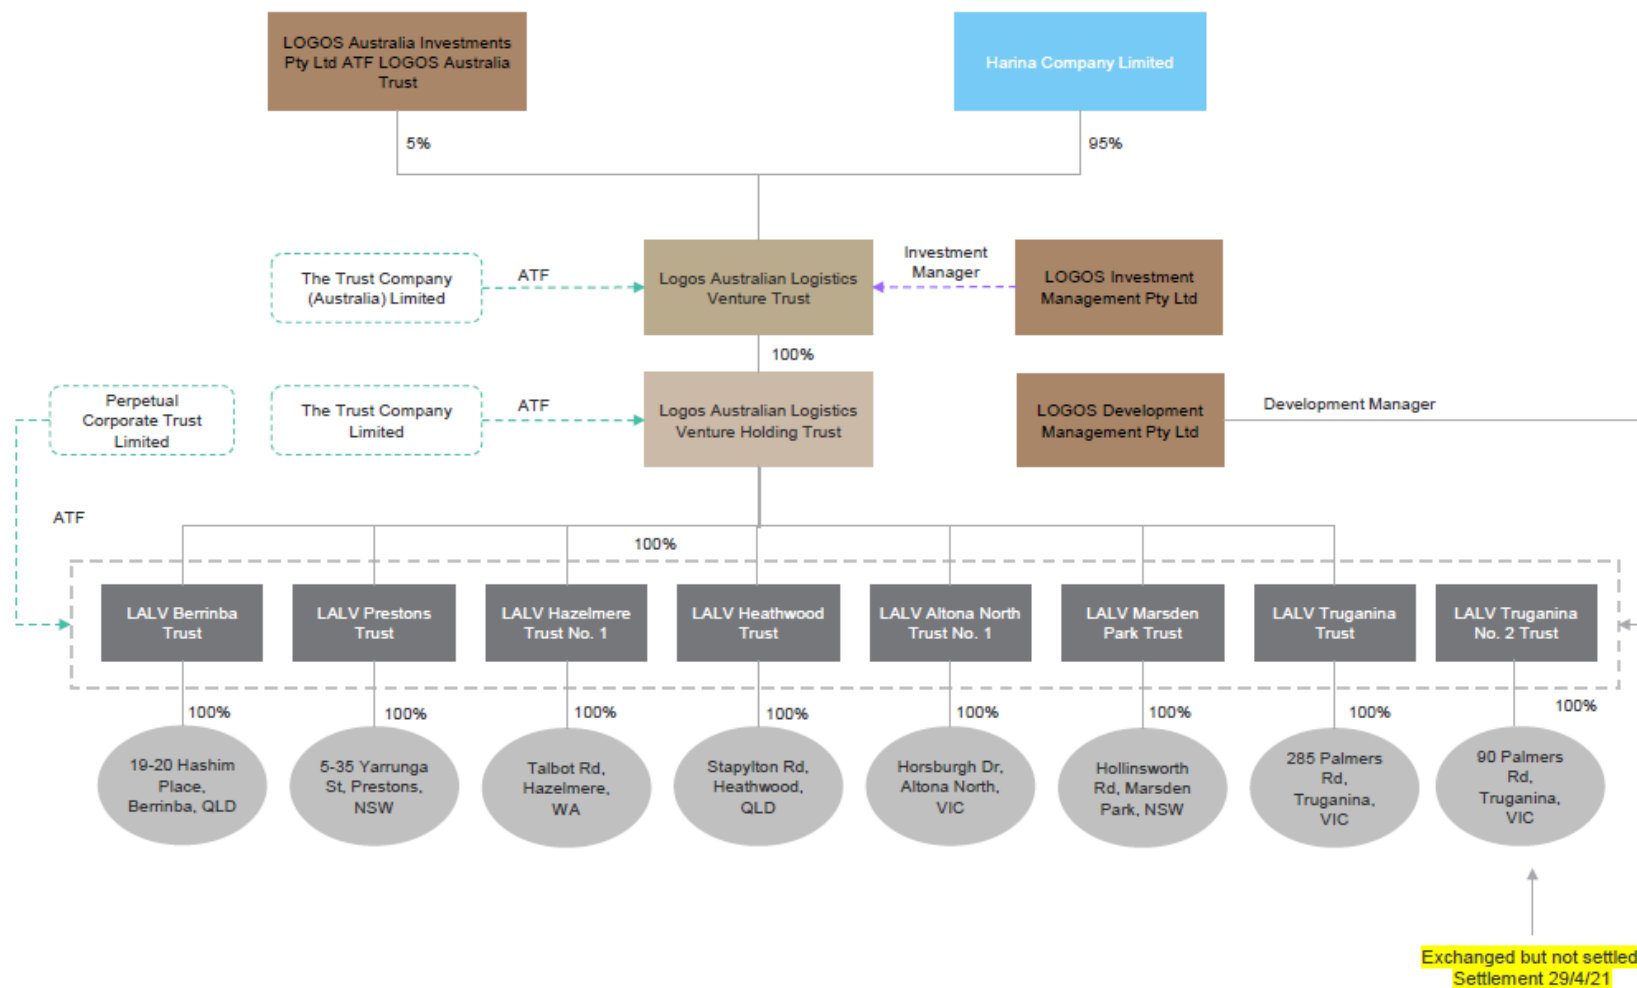 LOGOS Australia Investments
Pty Ltd ATF LOGOS Australia
Trust
Harina Company Limited
5%
95%
The Trust Company
(Australia) Limited
ATF
Logos Australian Logistics
Venture Trust
Investment
Manager
LOGOS Investment
Management Pty Ltd
100%
Perpetual
Corporate Trust
Limited
The Trust Company
Limited
ATF
Logos Australian Logistics
Venture Holding Trust
LOGOS Development
Management Pty Ltd
Development Manager
ATF
100%
LALV Berrinba
Trust
LALV Prestons
Trust
LALV Hazelmere
Trust No. 1
LALV Heathwood
Trust
LALV Altona North
Trust No. 1
LALV Marsden
Park Trust
LALV Truganina
Trust
LALV Truganina
No. 2 Trust
100%
100%
100%
100%
100%
100%
100%
100%
19-20 Hashim
Place,
Berrinba, QLD
5-35 Yarrunga
St, Prestons,
NSW
Talbot Rd,
Hazelmere,
WA
Stapylton Rd,
Heathwood,
QLD
Horsburgh Dr,
Altona North,
VIC
Hollinsworth
Rd, Marsden
Park, NSW
285 Palmers
Rd,
Truganina,
VIC
90 Palmers
Rd,
Truganina,
VIC
Exchanged but not settled
Settlement 29/4/21